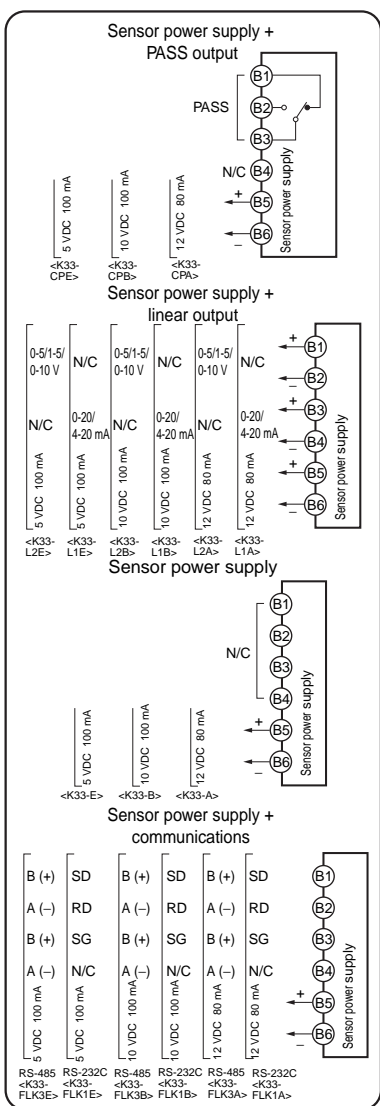 Sensor power supply +
PASS output
B1
PASS
B2
B3
N/C B4
+
B5
B6
−
Sensor power supply
5 VDC 100 mA
10 VDC 100 mA
12 VDC 80 mA
<K33-
CPE>
<K33-
CPB>
<K33-
CPA>
Sensor power supply +
linear output
0-5/1-5/
0-10 V
N/C
0-5/1-5/
0-10 V
N/C
0-5/1-5/
0-10 V
N/C
N/C
0-20/
4-20 mA
N/C
0-20/
4-20 mA
N/C
0-20/
4-20 mA
5 VDC 100 mA
5 VDC 100 mA
10 VDC 100 mA
10 VDC 100 mA
12 VDC 80 mA
12 VDC 80 mA
+
B1
B2
−
+
B3
B4
−
+
B5
B6
−
Sensor power supply
<K33-
L2E>
<K33-
L1E>
<K33-
L2B>
<K33-
L1B>
<K33-
L2A>
<K33-
L1A>
Sensor power supply
B1
B2
N/C
B3
B4
+
B5
B6
−
Sensor power supply
5 VDC 100 mA
10 VDC 100 mA
12 VDC 80 mA
<K33-E>
<K33-B>
<K33-A>
Sensor power supply +
communications
B (+) SD B (+) SD B (+) SD B1
A (−) RD A (−) RD A (−) RD B2
B (+) SG B (+) SG B (+) SG B3
A (−) N/C A (−) N/C A (−) N/C B4
+
B5
B6
−
Sensor power supply
5 VDC 100 mA
5 VDC 100 mA
10 VDC 100 mA
10 VDC 100 mA
12 VDC 80 mA
12 VDC 80 mA
RS-485
<K33-
FLK3E>
RS-232C
<K33-
FLK1E>
RS-485
<K33-
FLK3B>
RS-232C
<K33-
FLK1B>
RS-485
<K33-
FLK3A>
RS-232C
<K33-
FLK1A>